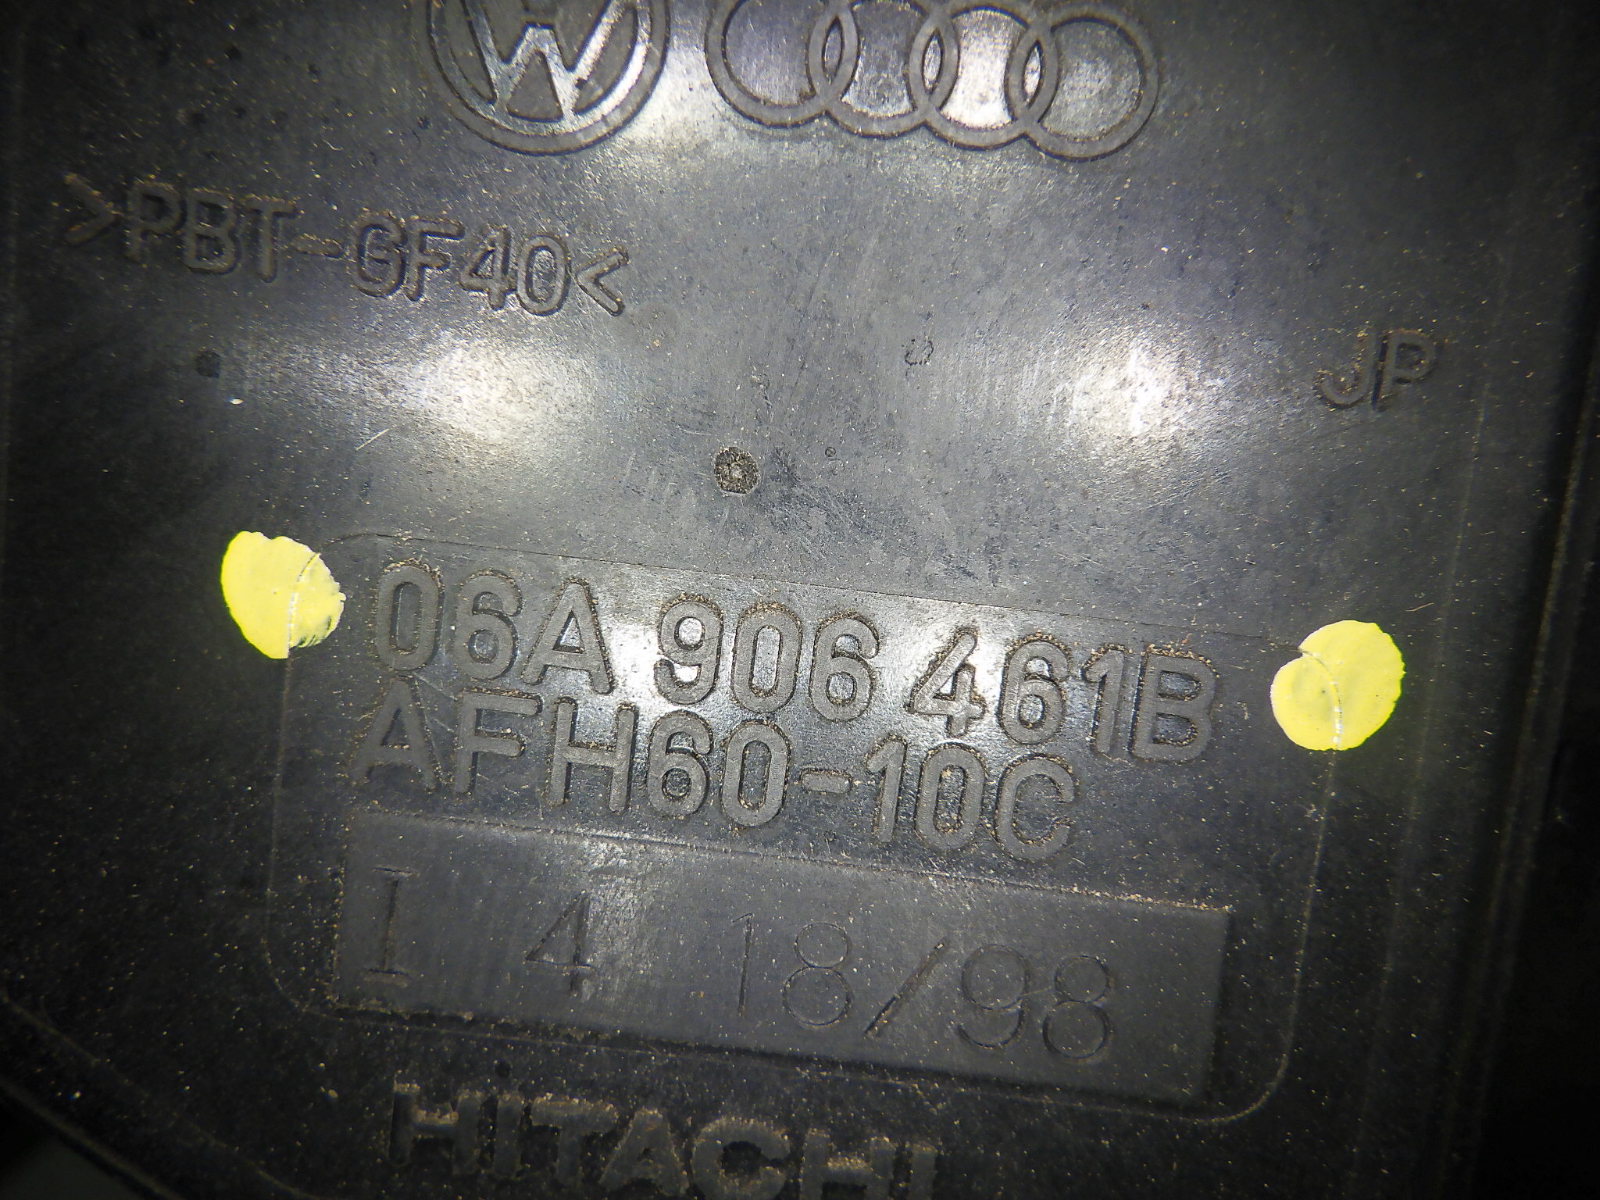 >PBT-GF40<
JP
06A 906 461B
AFH60-10C
I 4 18/98
HITACHI